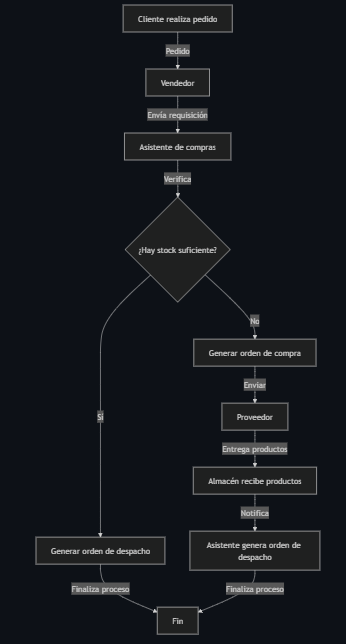 Cliente realiza pedido
Pedido
Vendedor
Envía requisición
Asistente de compras
Verifica
¿Hay stock suficiente?
No
Generar orden de compra
Enviar
Proveedor
Sí
Entrega productos
Almacén recibe productos
Notifica
Generar orden de despacho
Asistente genera orden de
despacho
Finaliza proceso
Finaliza proceso
Fin